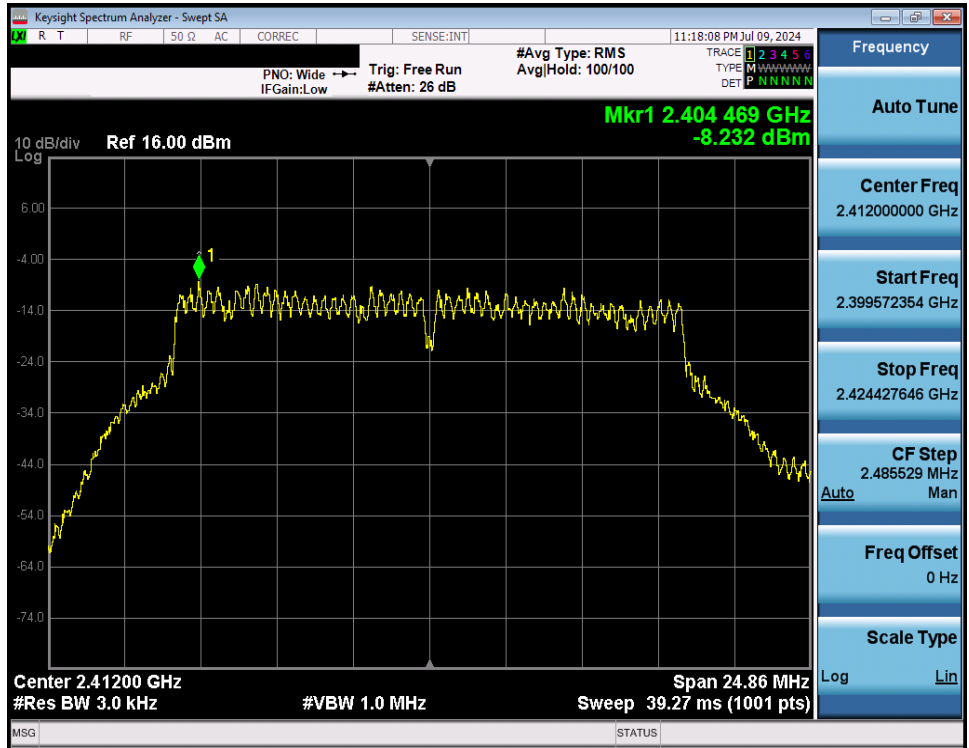 Keysight Spectrum Analyzer - Swept SA
LXI R T RF 50 Ω AC CORREC SENSE:INT 11:18:08 PM Jul 09, 2024
#Avg Type: RMS
Avg|Hold: 100/100
TRACE 1 2 3 4 5 6
TYPE M W W W W W
DET P N N N N N
PNO: Wide Trig: Free Run
IFGain:Low #Atten: 26 dB
Mkr1 2.404 469 GHz
-8.232 dBm
10 dB/div Ref 16.00 dBm
Log
1
6.00
-4.00
-14.0
-24.0
-34.0
-44.0
-54.0
-64.0
-74.0
Center 2.41200 GHz Span 24.86 MHz
#Res BW 3.0 kHz #VBW 1.0 MHz Sweep 39.27 ms (1001 pts)
MSG STATUS
Frequency
Auto Tune
Center Freq
2.412000000 GHz
Start Freq
2.399572354 GHz
Stop Freq
2.424427646 GHz
CF Step
2.485529 MHz
Auto Man
Freq Offset
0 Hz
Scale Type
Log Lin